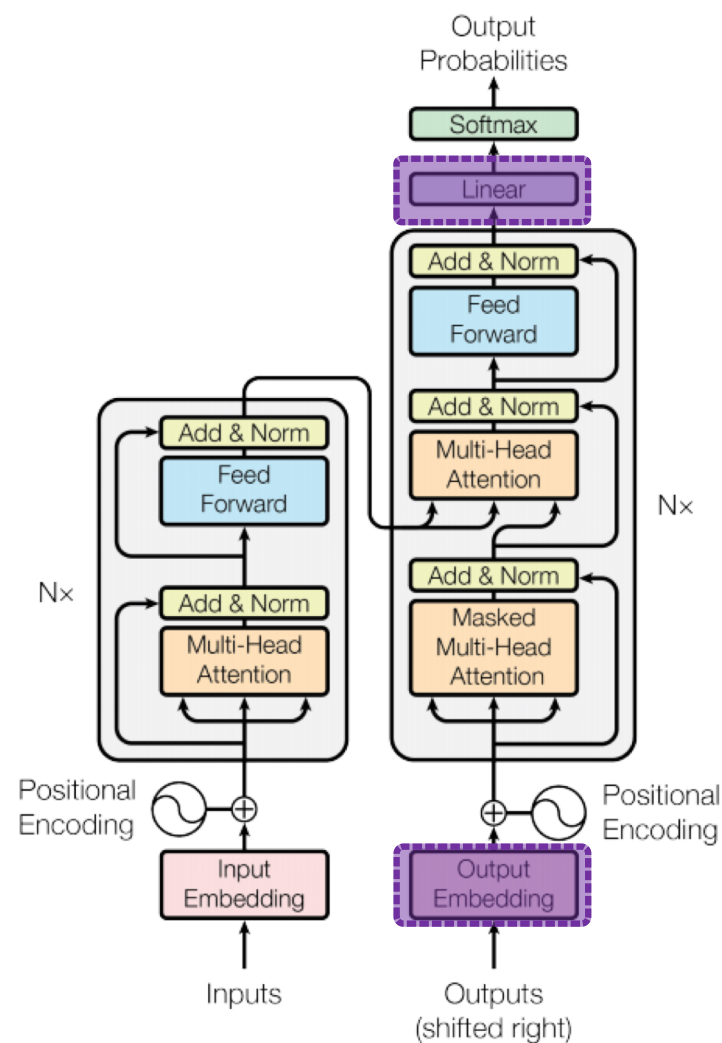 Output
Probabilities
Softmax
Linear
Add & Norm
Feed
Forward
Add & Norm
Multi-Head
Attention
Add & Norm
Masked
Multi-Head
Attention
Nx
Add & Norm
Feed
Forward
Add & Norm
Multi-Head
Attention
Nx
Positional
Encoding
Positional
Encoding
Input
Embedding
Output
Embedding
Inputs
Outputs
(shifted right)